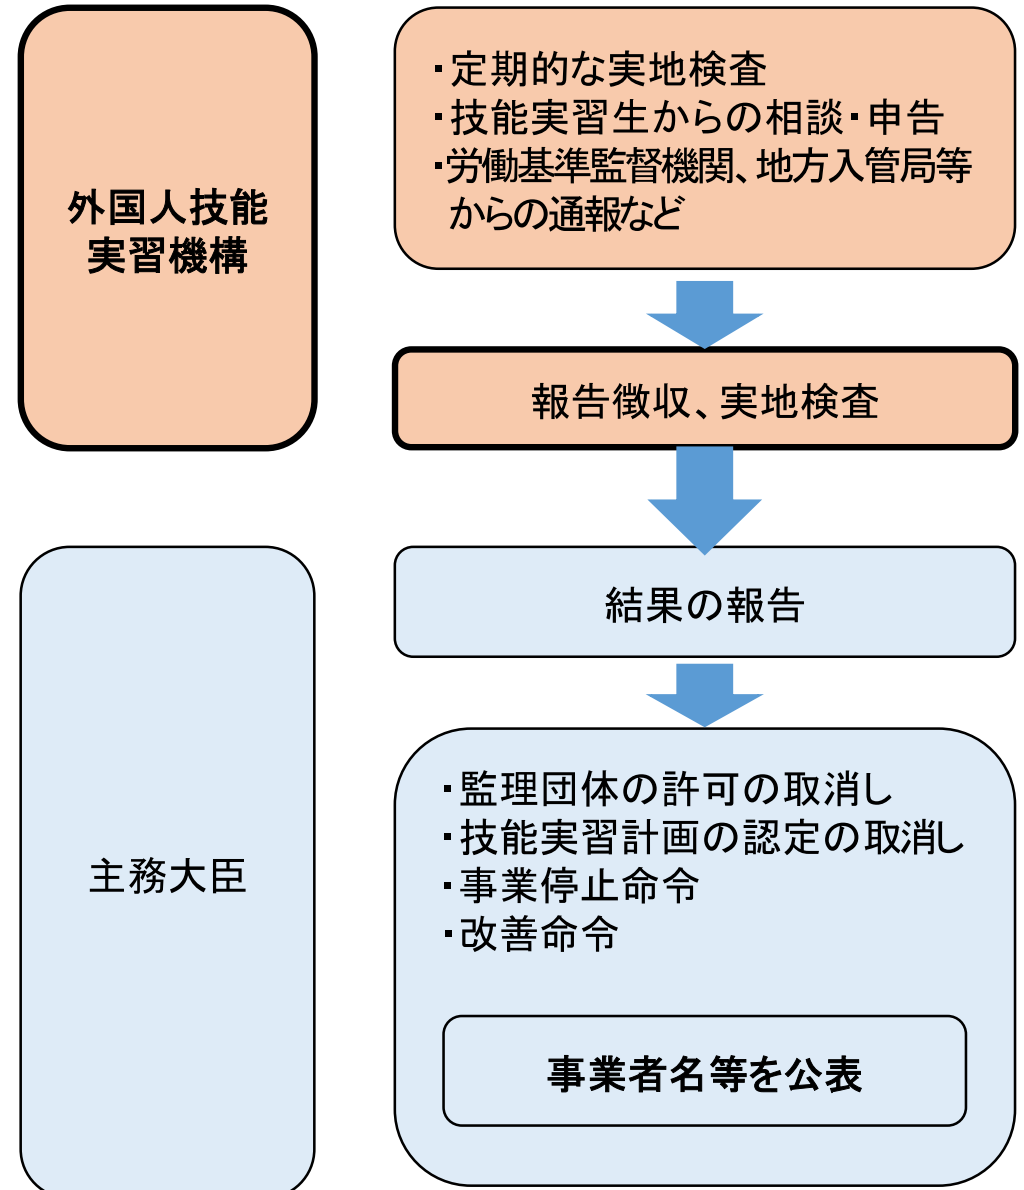 外国人技能
実習機構
・定期的な実地検査
・技能実習生からの相談・申告
・労働基準監督機関、地方入管局等
からの通報など
報告徴収、実地検査
主務大臣
結果の報告
・監理団体の許可の取消し
・技能実習計画の認定の取消し
・事業停止命令
・改善命令
事業者名等を公表